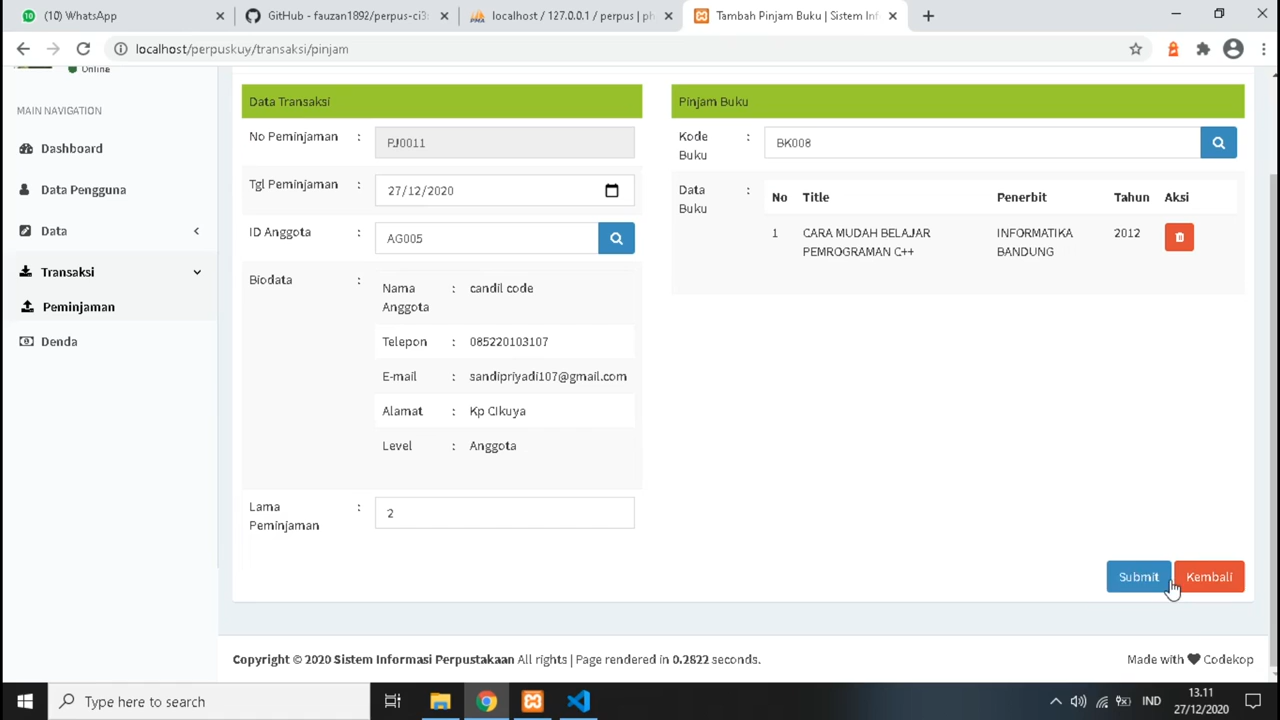 (10) WhatsApp
GitHub - fauzan1892/perpus-ci3
localhost / 127.0.0.1 / perpus | ph
Tambah Pinjam Buku | Sistem Inf
localhost/perpuskuy/transaksi/pinjam
Online
MAIN NAVIGATION
Dashboard
Data Pengguna
Data
Transaksi
Peminjaman
Denda
Data Transaksi
No Peminjaman : PJ0011
Tgl Peminjaman : 27/12/2020
ID Anggota : AG005
Biodata :
Nama Anggota : candil code
Telepon : 085220103107
E-mail : sandipriyadi107@gmail.com
Alamat : Kp CIkuya
Level : Anggota
Lama Peminjaman : 2
Pinjam Buku
Kode Buku : BK008
Data Buku :
No Title Penerbit Tahun Aksi
1 CARA MUDAH BELAJAR PEMROGRAMAN C++ INFORMATIKA BANDUNG 2012
Submit Kembali
Copyright © 2020 Sistem Informasi Perpustakaan All rights | Page rendered in 0.2822 seconds.
Made with ♥ Codekop
Type here to search
IND
13.11
27/12/2020